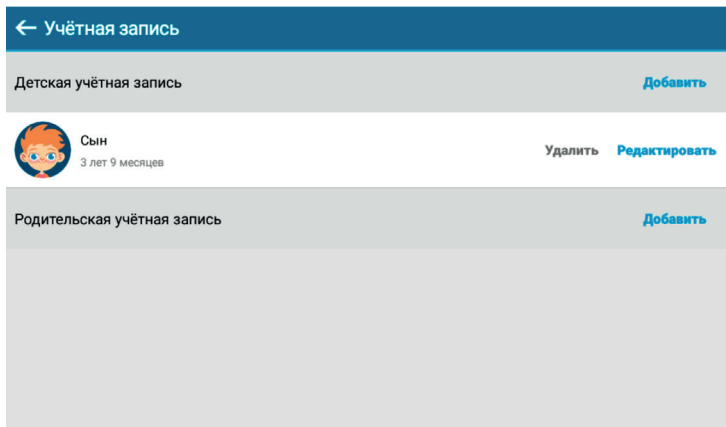 Учётная запись
Детская учётная запись Добавить
Сын
3 лет 9 месяцев
Удалить Редактировать
Родительская учётная запись Добавить